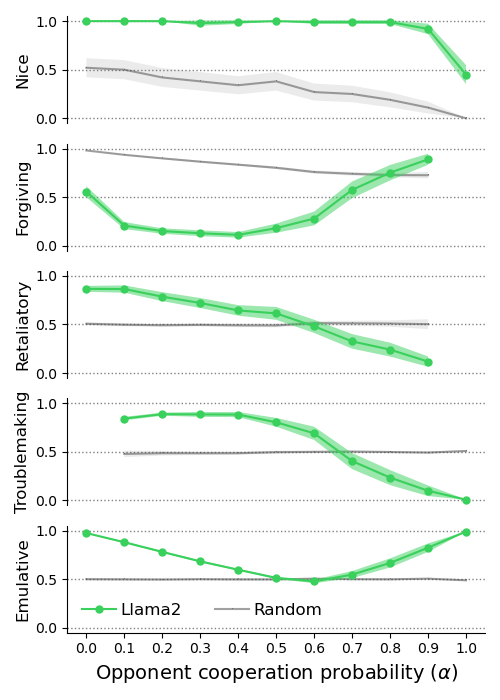 Nice
1.0
0.5
0.0
Forgiving
1.0
0.5
0.0
Retaliatory
1.0
0.5
0.0
Troublemaking
1.0
0.5
0.0
Emulative
1.0
0.5
0.0
Llama2 Random
0.0 0.1 0.2 0.3 0.4 0.5 0.6 0.7 0.8 0.9 1.0
Opponent cooperation probability (α)